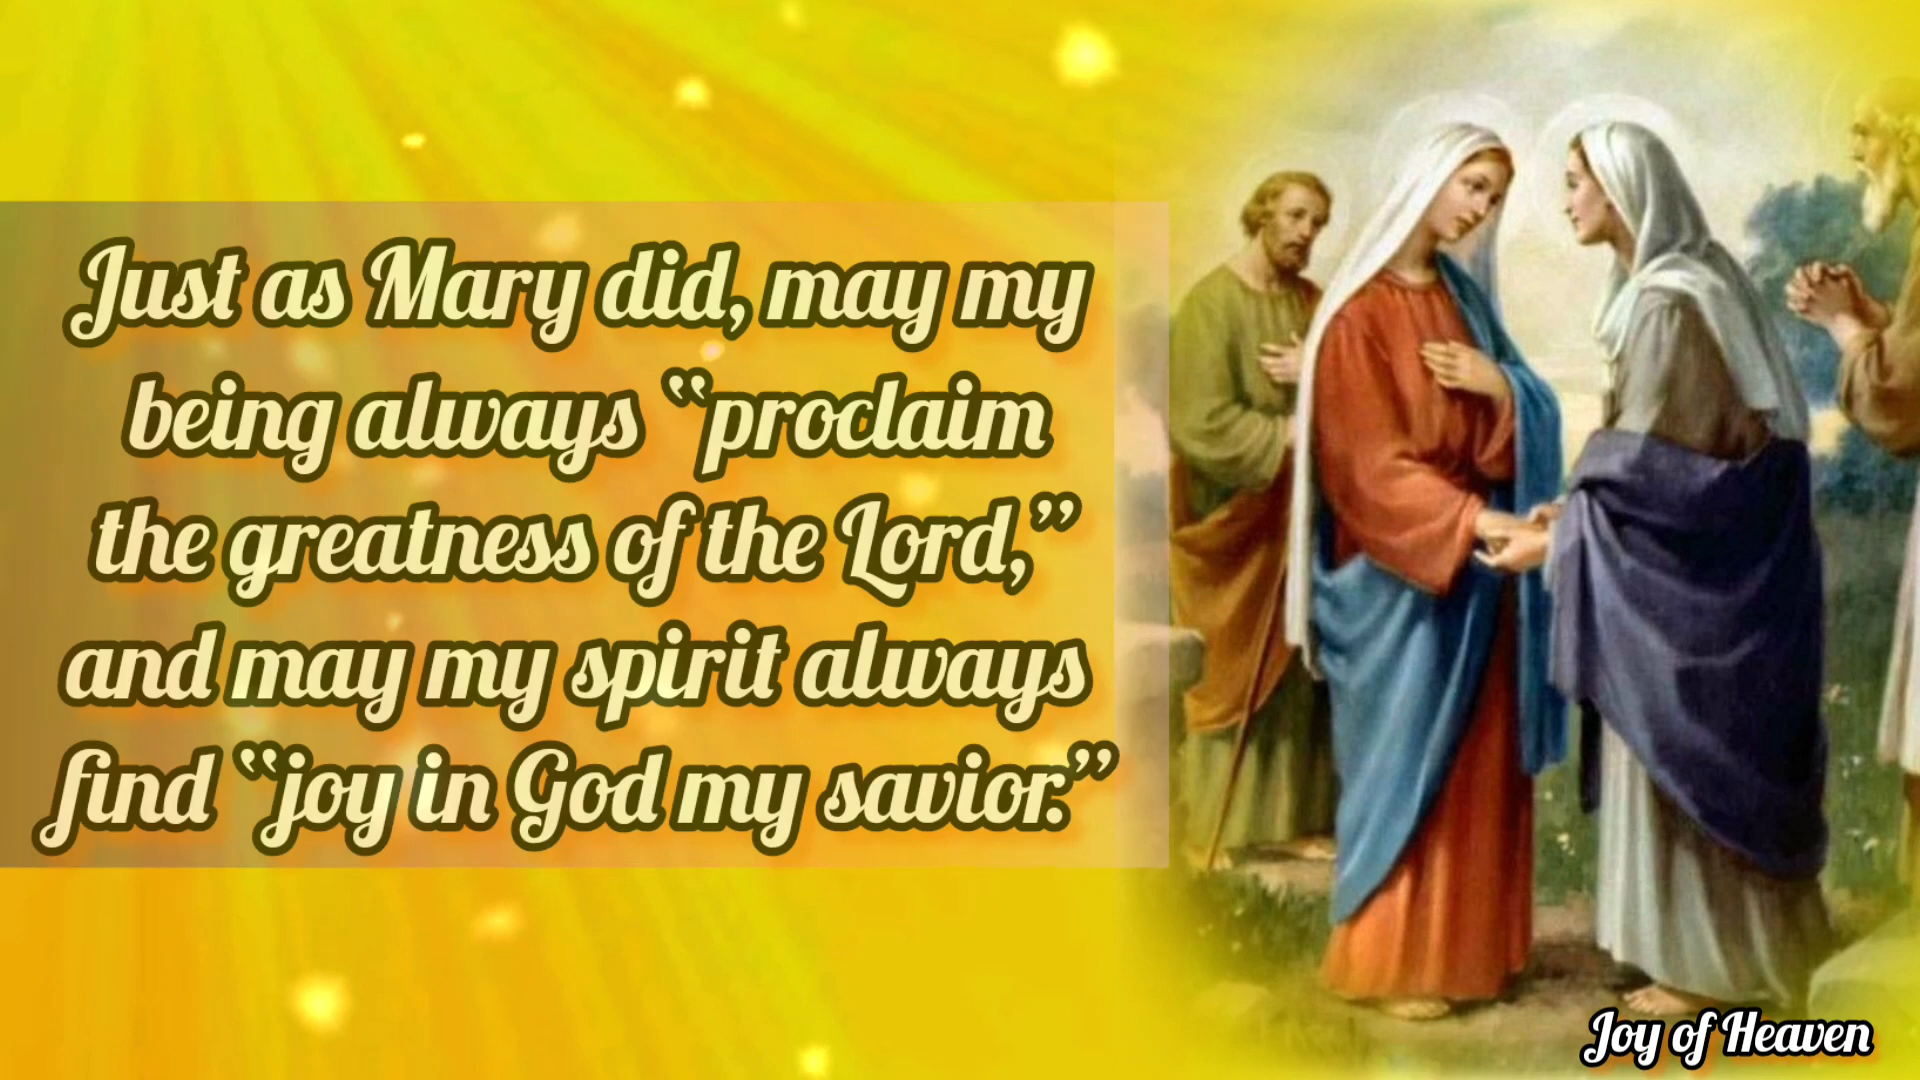 Just as Mary did, may my
being always “proclaim
the greatness of the Lord,”
and may my spirit always
find “joy in God my savior.”
Joy of Heaven